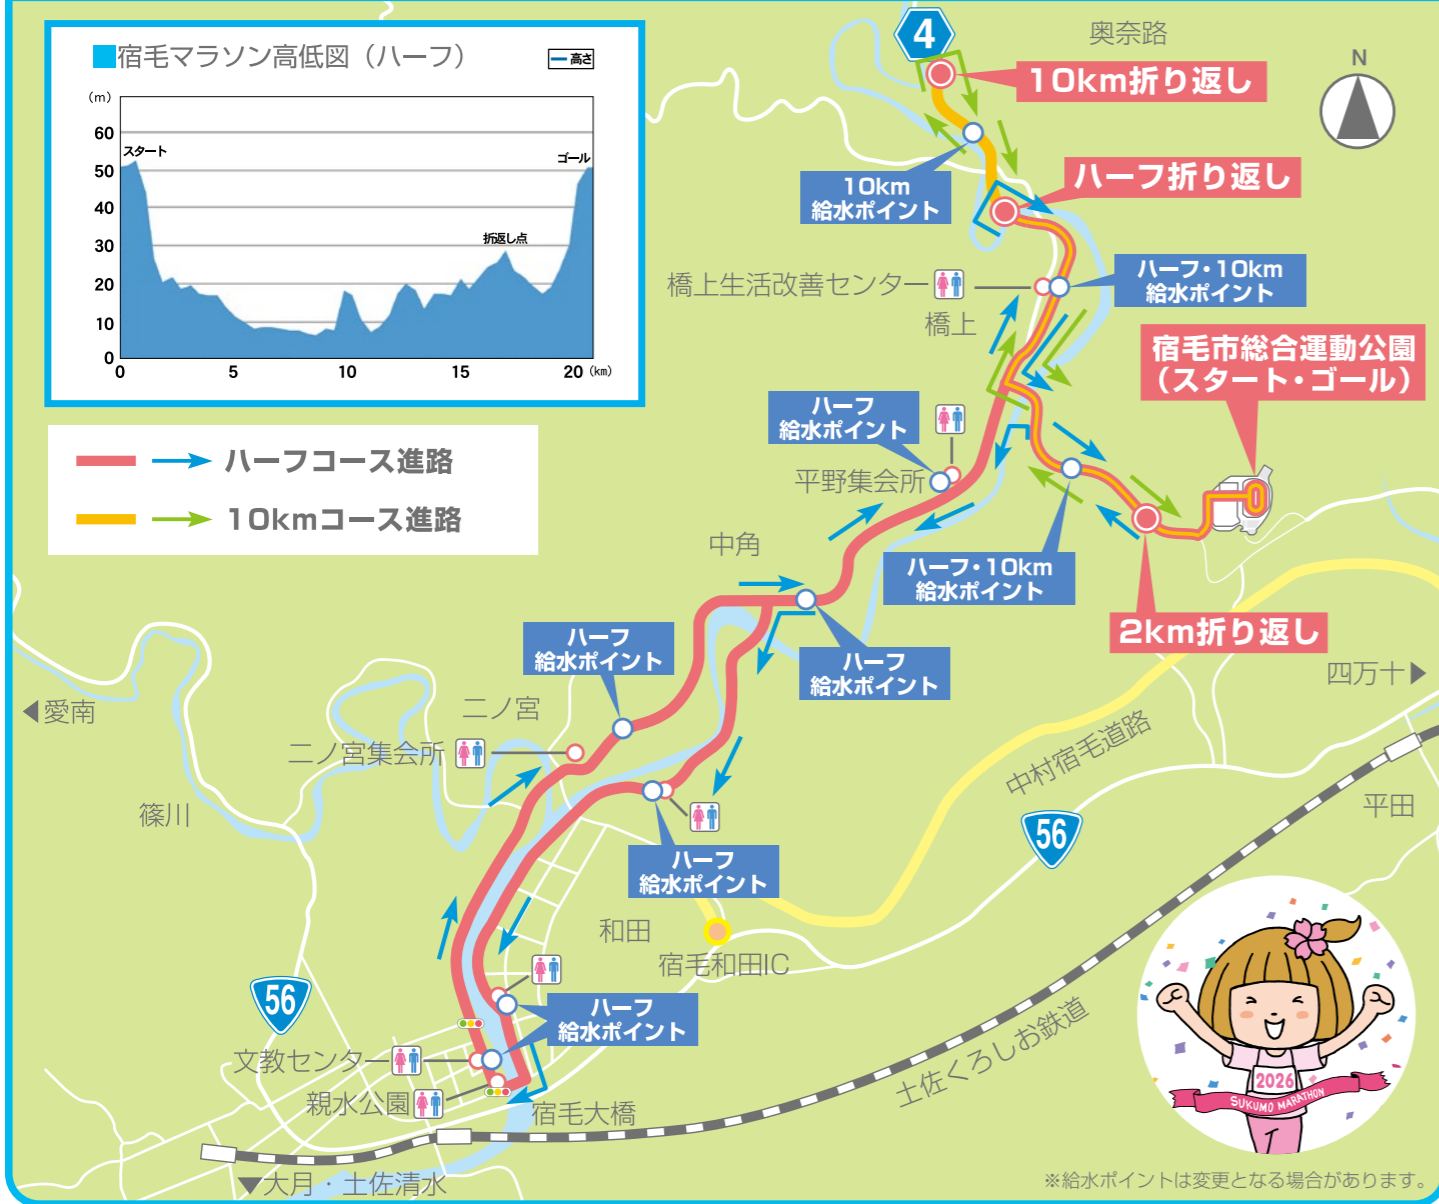 宿毛マラソン高低図（ハーフ）
高さ
（m）
60
50
40
30
20
10
0
スタート
折返し点
ゴール
0
5
10
15
20
（km）
ハーフコース進路
10kmコース進路
4
奥奈路
N
10km折り返し
10km
給水ポイント
ハーフ折り返し
橋上生活改善センター
橋上
ハーフ・10km
給水ポイント
宿毛市総合運動公園
（スタート・ゴール）
ハーフ
給水ポイント
平野集会所
中角
ハーフ・10km
給水ポイント
2km折り返し
ハーフ
給水ポイント
ハーフ
給水ポイント
四万十▶
◀愛南
二ノ宮
二ノ宮集会所
中村宿毛道路
篠川
平田
56
ハーフ
給水ポイント
和田
宿毛和田IC
56
ハーフ
給水ポイント
文教センター
親水公園
宿毛大橋
土佐くろしお鉄道
▼大月・土佐清水
2026
SUKUMO MARATHON
※給水ポイントは変更となる場合があります。